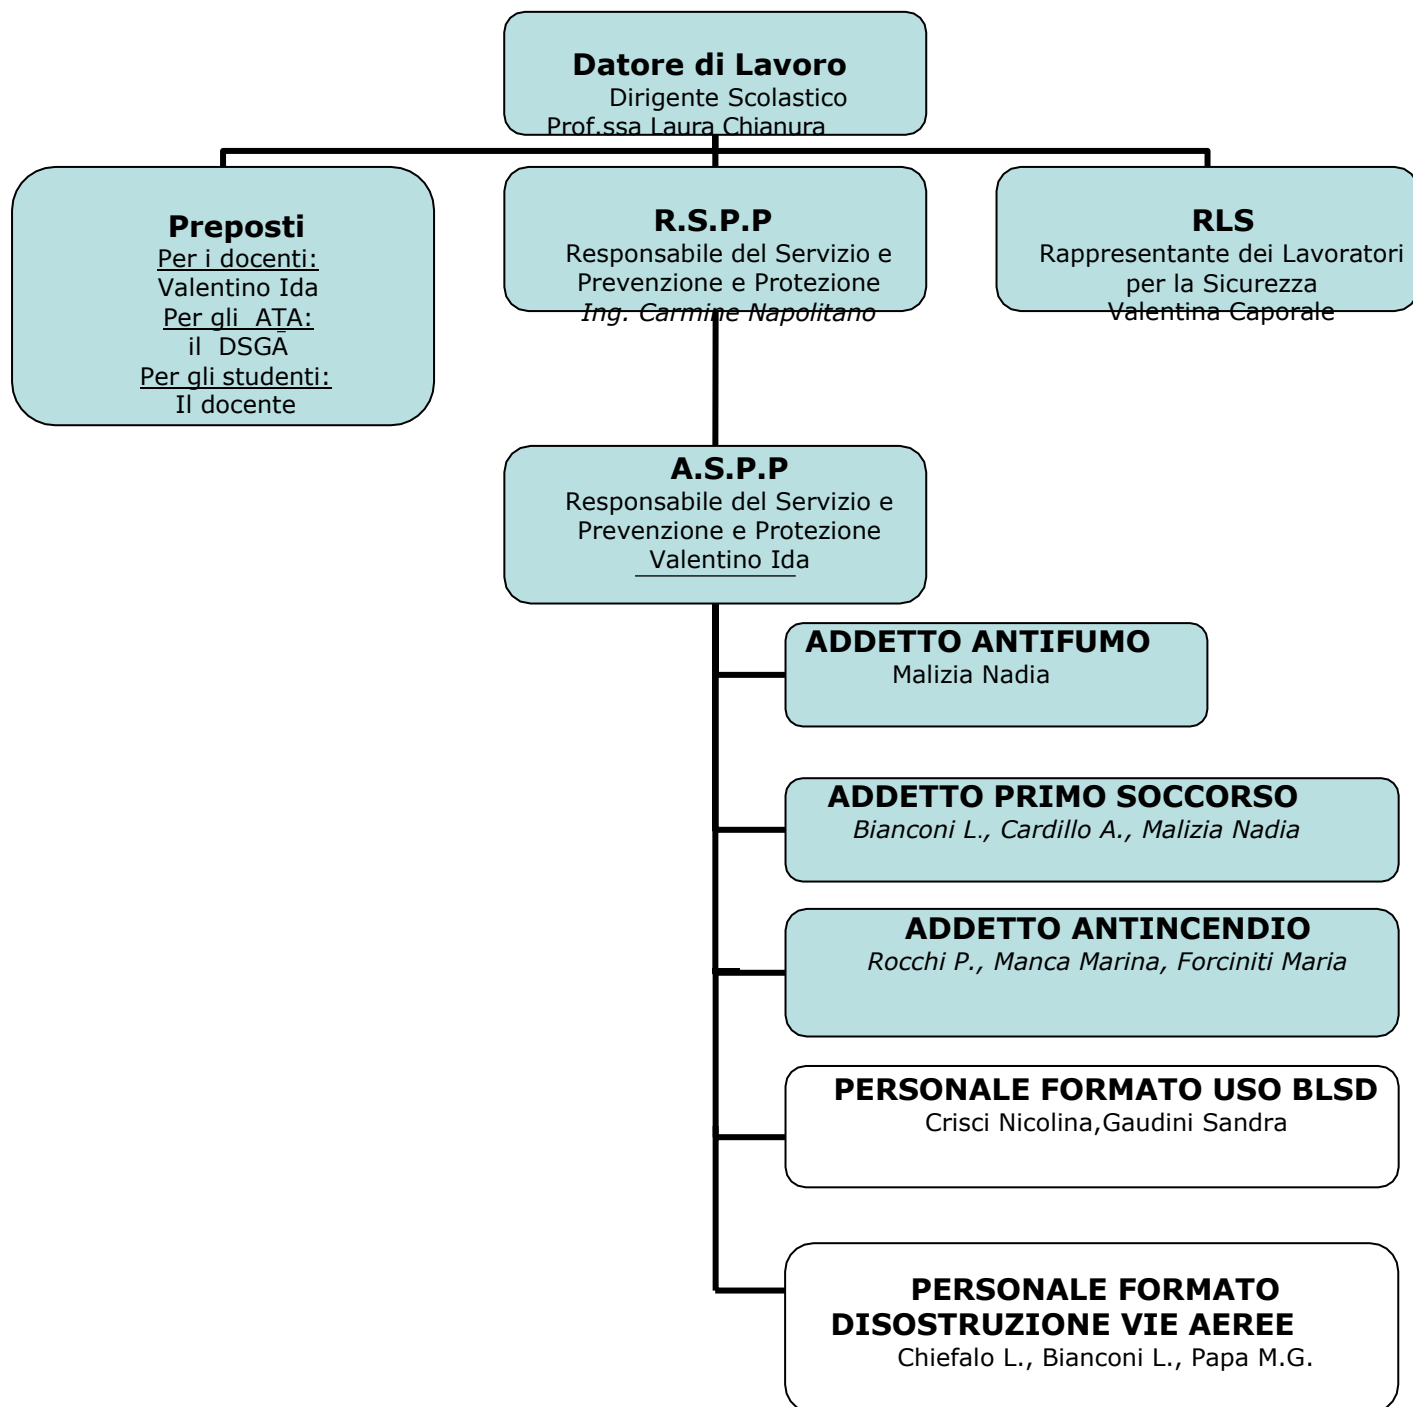 Datore di Lavoro
Dirigente Scolastico
Prof.ssa Laura Chianura
Preposti
Per i docenti:
Valentino Ida
Per gli ATA:
il DSGA
Per gli studenti:
Il docente
R.S.P.P
Responsabile del Servizio e
Prevenzione e Protezione
Ing. Carmine Napolitano
RLS
Rappresentante dei Lavoratori
per la Sicurezza
Valentina Caporale
A.S.P.P
Responsabile del Servizio e
Prevenzione e Protezione
Valentino Ida
ADDETTO ANTIFUMO
Malizia Nadia
ADDETTO PRIMO SOCCORSO
Bianconi L., Cardillo A., Malizia Nadia
ADDETTO ANTINCENDIO
Rocchi P., Manca Marina, Forciniti Maria
PERSONALE FORMATO USO BLSD
Crisci Nicolina,Gaudini Sandra
PERSONALE FORMATO
DISOSTRUZIONE VIE AEREE
Chiefalo L., Bianconi L., Papa M.G.